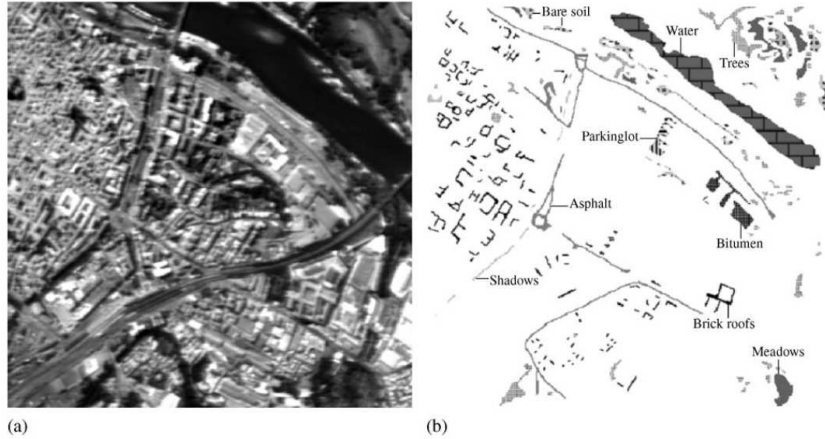 Bare soil
Water
Trees
Parkinglot
Asphalt
Bitumen
Shadows
Brick roofs
Meadows
(a)
(b)